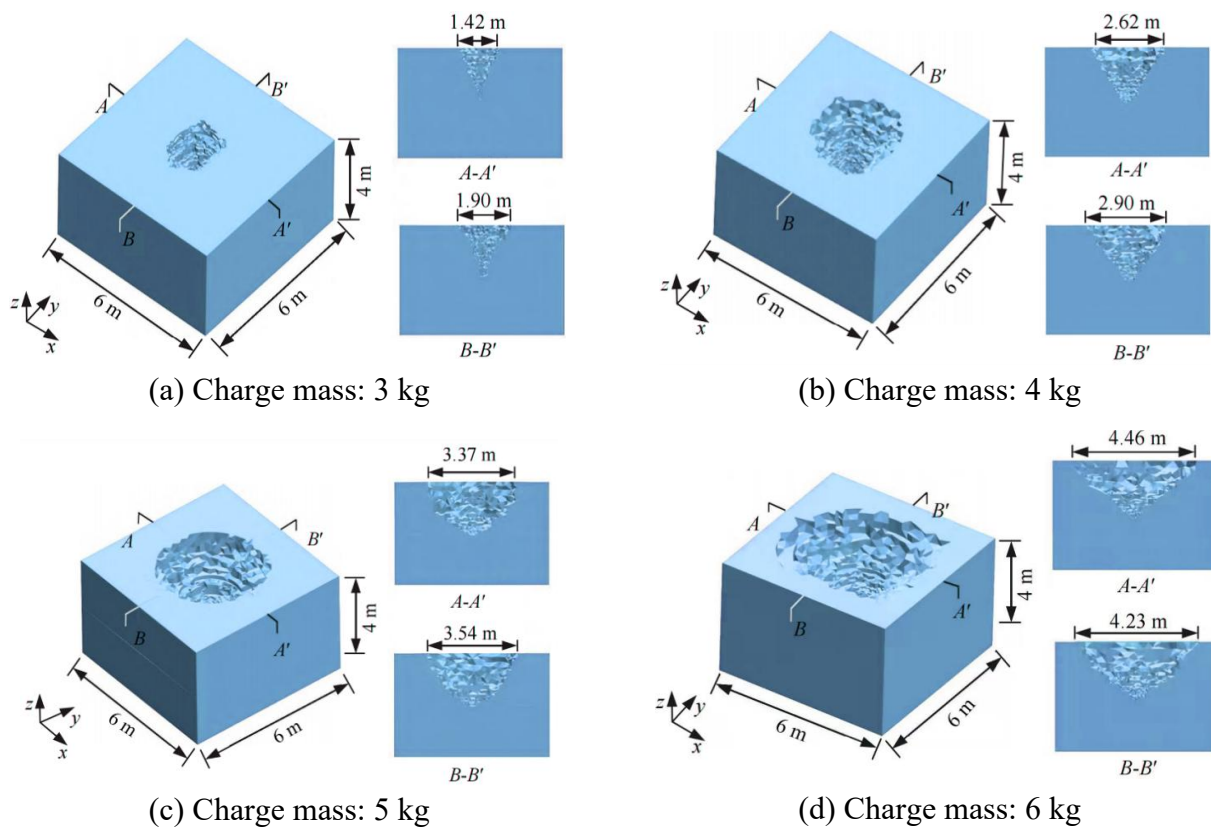 1.42 m
A
B'
4 m
A-A'
1.90 m
B
A'
6 m
6 m
z
y
x
B-B'
(a) Charge mass: 3 kg
2.62 m
B'
A
4 m
A-A'
2.90 m
B
A'
6 m
6 m
z
y
x
B-B'
(b) Charge mass: 4 kg
3.37 m
A
B'
4 m
A-A'
B
A'
3.54 m
6 m
6 m
z
y
x
B-B'
(c) Charge mass: 5 kg
4.46 m
B'
A
4 m
A-A'
A'
B
4.23 m
6 m
6 m
z
y
x
B-B'
(d) Charge mass: 6 kg